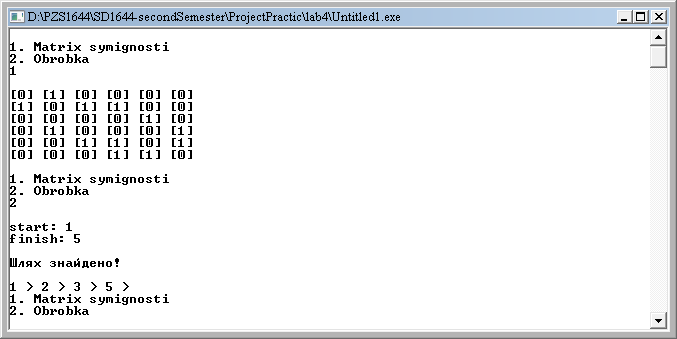 D:\PZS1644\SD1644-secondSemester\ProjectPractic\lab4\Untitled1.exe
1. Matrix symignosti
2. Obrobka
1
[0] [1] [0] [0] [0] [0]
[1] [0] [1] [1] [0] [0]
[0] [0] [0] [0] [1] [0]
[0] [1] [0] [0] [0] [1]
[0] [0] [1] [1] [0] [1]
[0] [0] [0] [1] [1] [0]
1. Matrix symignosti
2. Obrobka
2
start: 1
finish: 5
Шлях знайдено!
1 > 2 > 3 > 5 >
1. Matrix symignosti
2. Obrobka